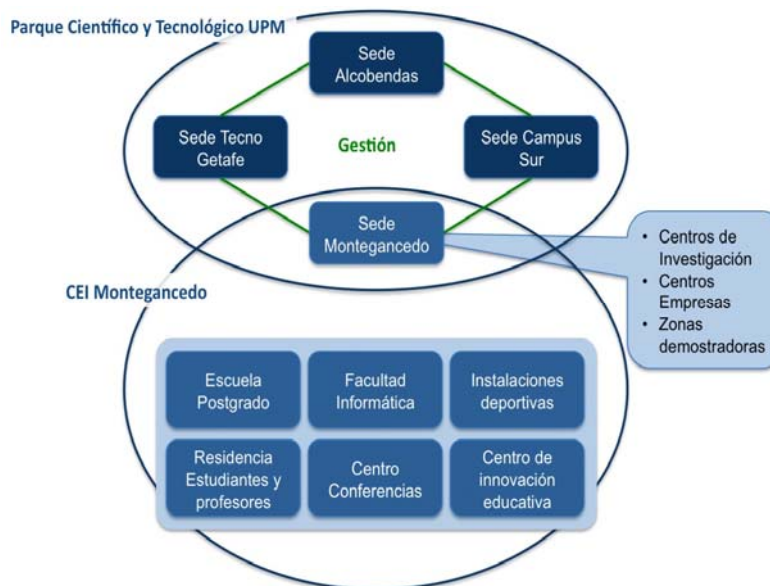 Parque Científico y Tecnológico UPM
Sede
Alcobendas
Sede Tecno
Getafe
Gestión
Sede Campus
Sur
Sede
Montegancedo
• Centros de
Investigación
• Centros
Empresas
• Zonas
demostradoras
CEI Montegancedo
Escuela
Postgrado
Facultad
Informática
Instalaciones
deportivas
Residencia
Estudiantes y
profesores
Centro
Conferencias
Centro de
innovación
educativa